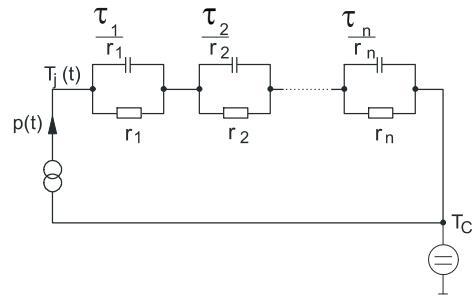 τ1 τ2 τn
r1 r2 rn
Tj (t)
p(t)
r1 r2 rn
TC